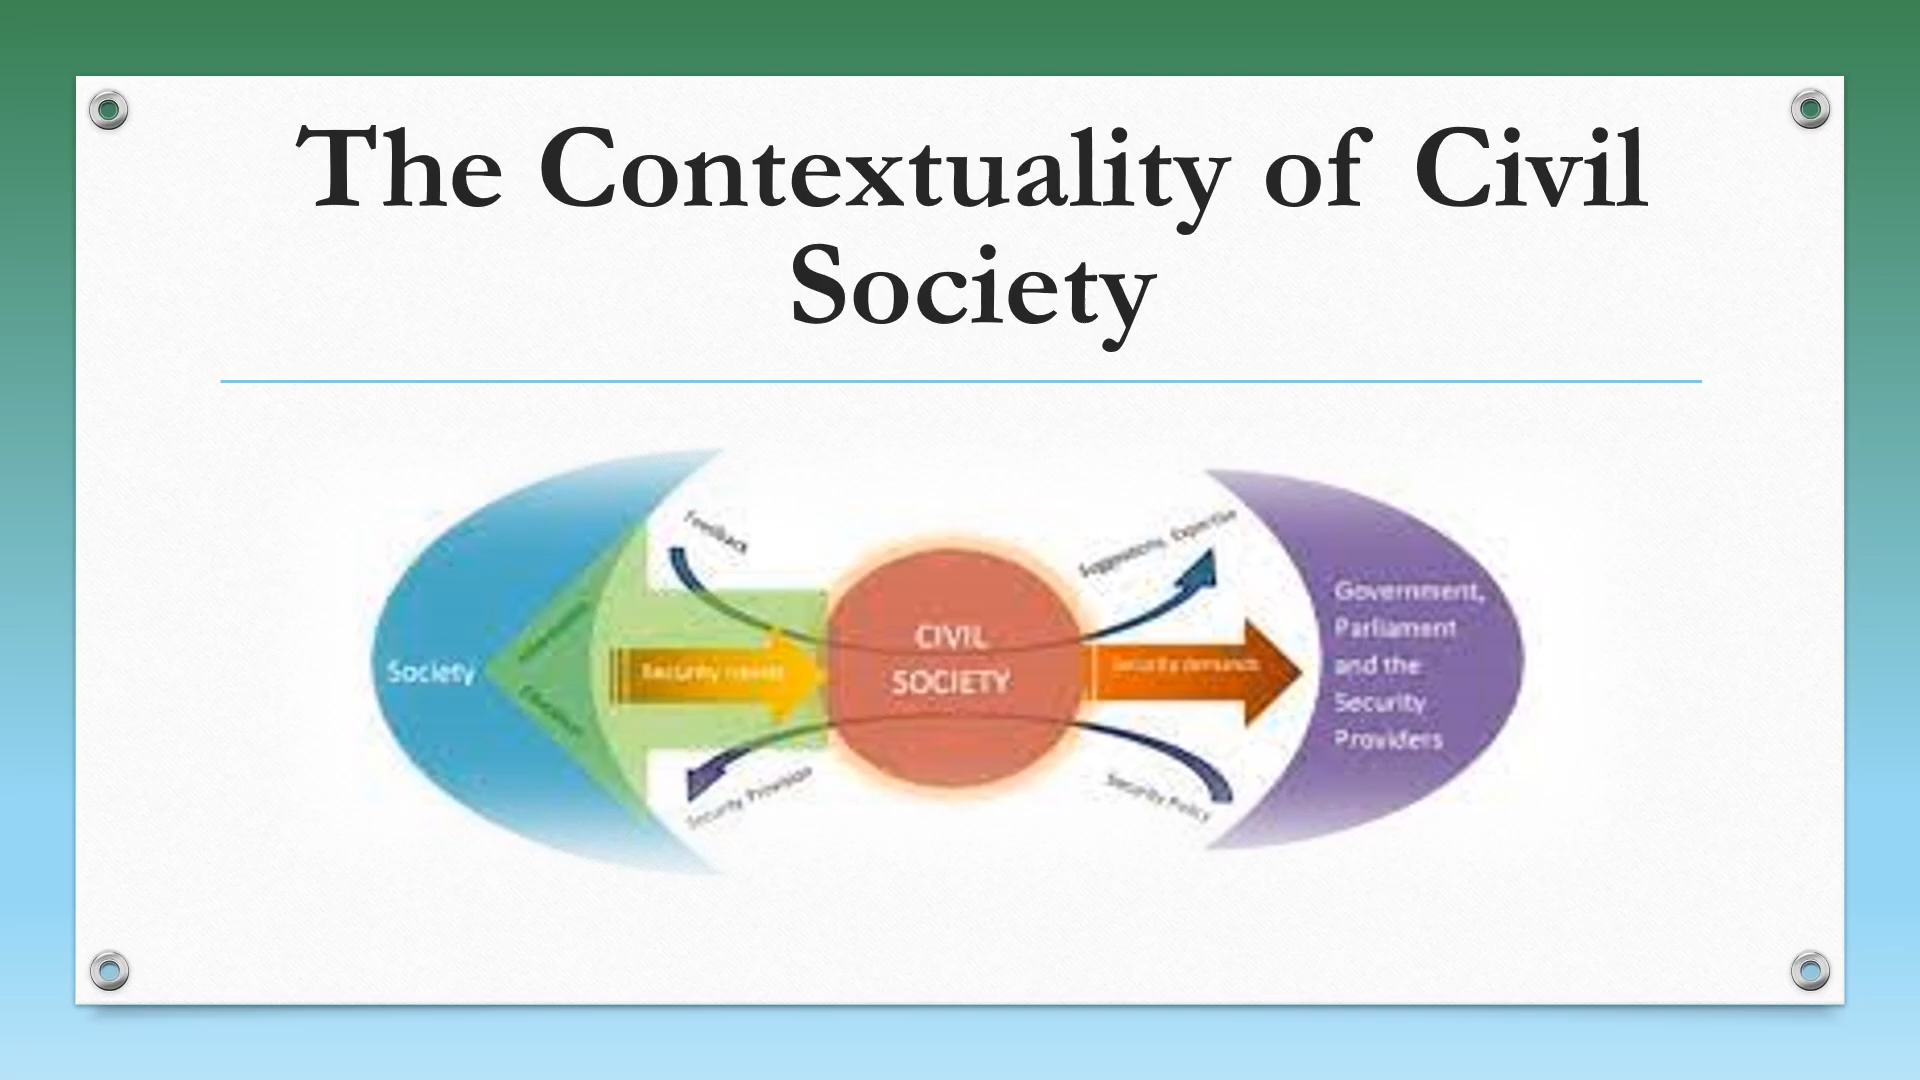 The Contextuality of Civil
Society
Feedback
Suggestions, Expertise
Society
Education
Security needs
CIVIL
SOCIETY
Security demands
Government,
Parliament
and the
Security
Providers
Security Provision
Security Policy